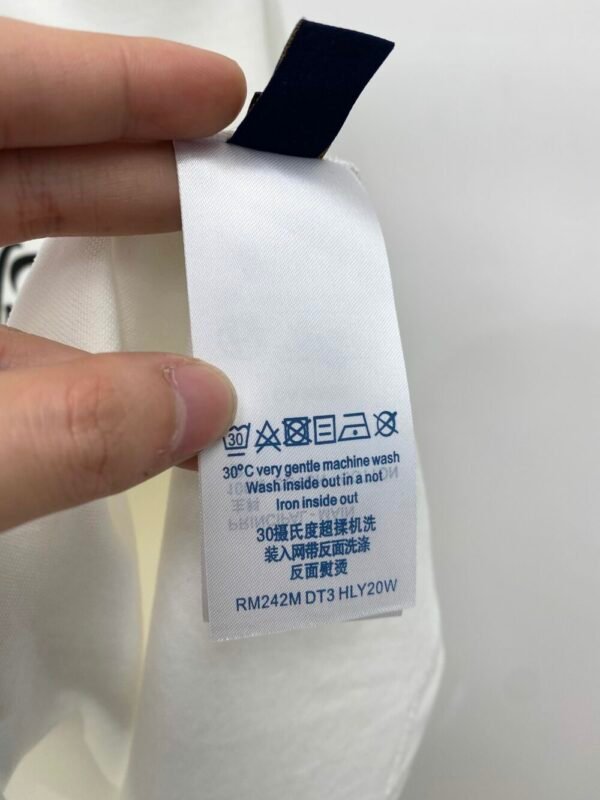 30
30°C very gentle machine wash
Wash inside out in a not
Iron inside out
30摄氏度超揉机洗
装入网带反面洗涤
反面熨烫
RM242M DT3 HLY20W